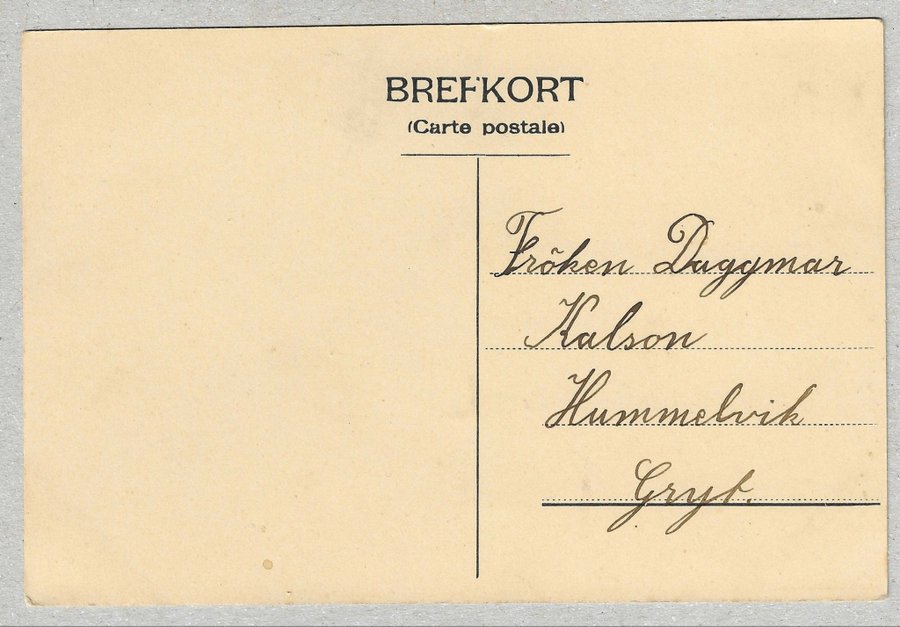 BREFKORT
(Carte postale)
Fröken Daggmar
Kalson
Hummelvik
Gryt.